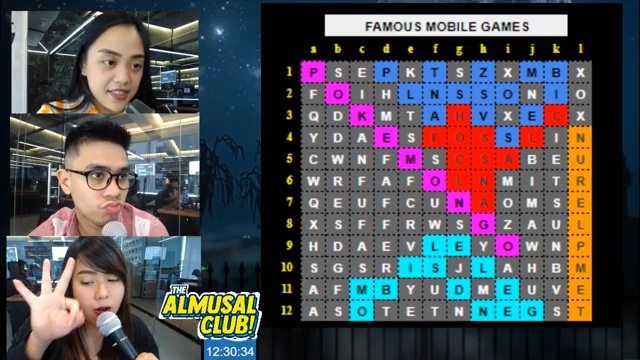 FAMOUS MOBILE GAMES
a b c d e f g h i j k l
1 P S E P K T S Z X M B X
2 F O I H L N S S O N I O
3 Q D K M T A H V X E C X
4 Y D A E S F O S S L I N
5 C W N F M S C S A B E U
6 W R F A F O L N M I T R
7 Q E U F C U N A O M S E
8 X S F F R W S G Z A U L
9 H D A E V L E Y O W N P
10 S G S R I S J L A H B M
11 A F M B Y U D M E U V E
12 A S O T E T N N E G S T
THE
ALMUSAL
CLUB!
12:30:34